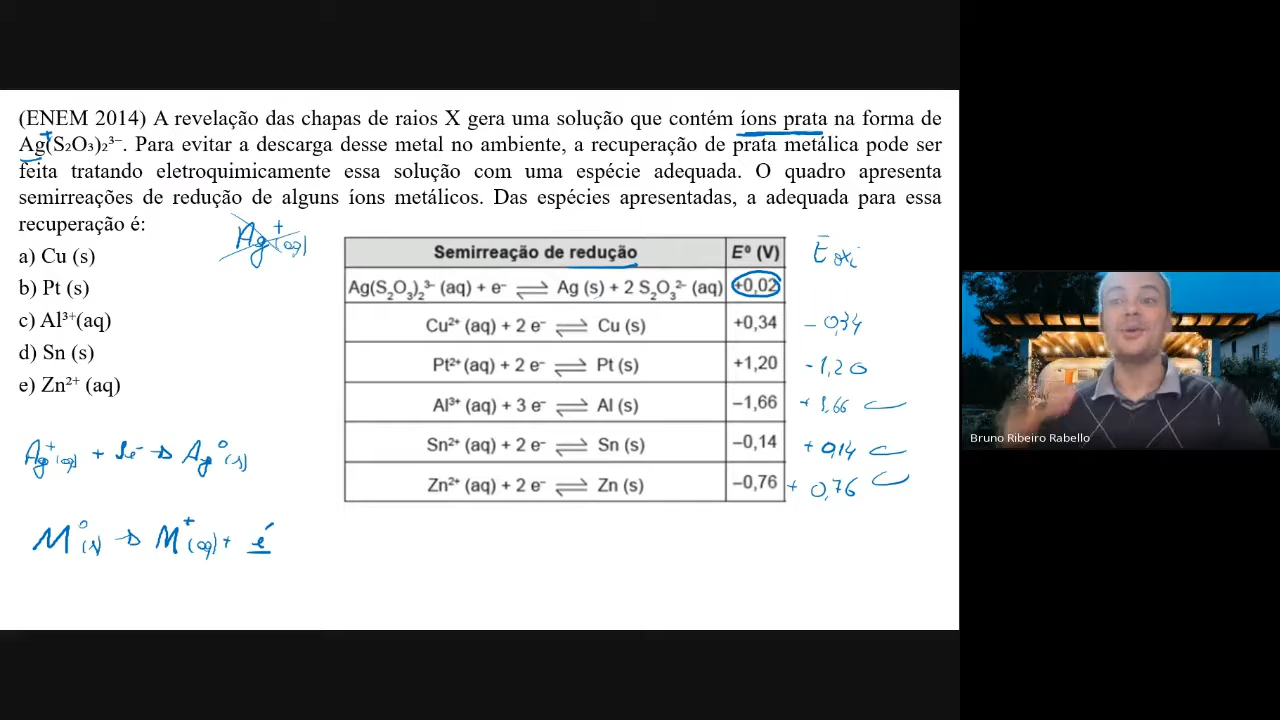 (ENEM 2014) A revelação das chapas de raios X gera uma solução que contém íons prata na forma de
Ag(S₂O₃)₂³⁻. Para evitar a descarga desse metal no ambiente, a recuperação de prata metálica pode ser
feita tratando eletroquimicamente essa solução com uma espécie adequada. O quadro apresenta
semirreações de redução de alguns íons metálicos. Das espécies apresentadas, a adequada para essa
recuperação é:
a) Cu (s)
b) Pt (s)
c) Al³⁺(aq)
d) Sn (s)
e) Zn²⁺ (aq)
+
Ag⁺(aq)
Semirreação de redução E⁰ (V)
Ag(S₂O₃)₂³⁻ (aq) + e⁻ ⇌ Ag (s) + 2 S₂O₃²⁻ (aq) +0,02
Cu²⁺ (aq) + 2 e⁻ ⇌ Cu (s) +0,34
Pt²⁺ (aq) + 2 e⁻ ⇌ Pt (s) +1,20
Al³⁺ (aq) + 3 e⁻ ⇌ Al (s) −1,66
Sn²⁺ (aq) + 2 e⁻ ⇌ Sn (s) −0,14
Zn²⁺ (aq) + 2 e⁻ ⇌ Zn (s) −0,76
E oxi
- 0,34
- 1,20
+ 1,66
+ 0,14
+ 0,76
Ag⁺(aq) + 1e⁻ → Ag⁰(s)
M⁰(s) → M⁺(aq) + é
Bruno Ribeiro Rabello